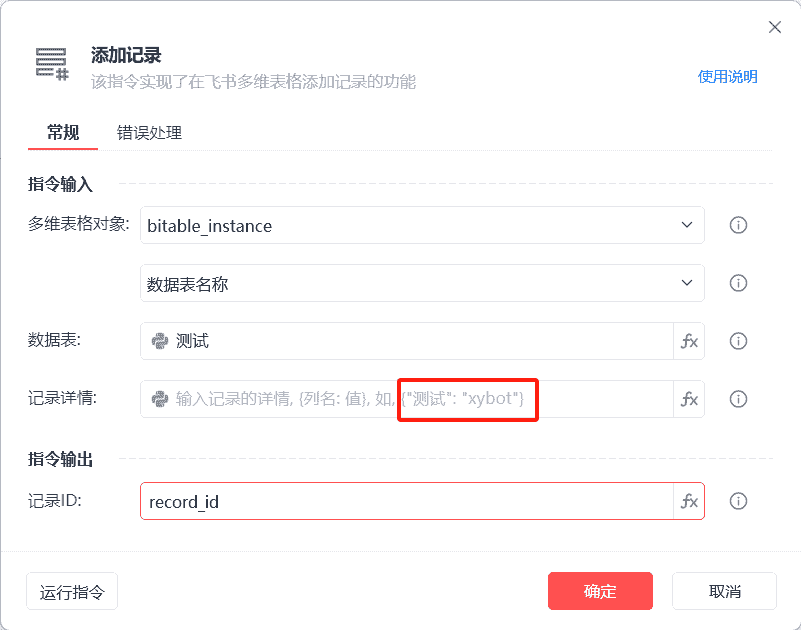 添加记录
该指令实现了在飞书多维表格添加记录的功能
使用说明
常规 错误处理
指令输入
多维表格对象: bitable_instance
数据表名称
数据表: 测试 fx
记录详情: 输入记录的详情, {列名: 值}, 如, {"测试": "xybot"} fx
指令输出
记录ID: record_id fx
运行指令 确定 取消